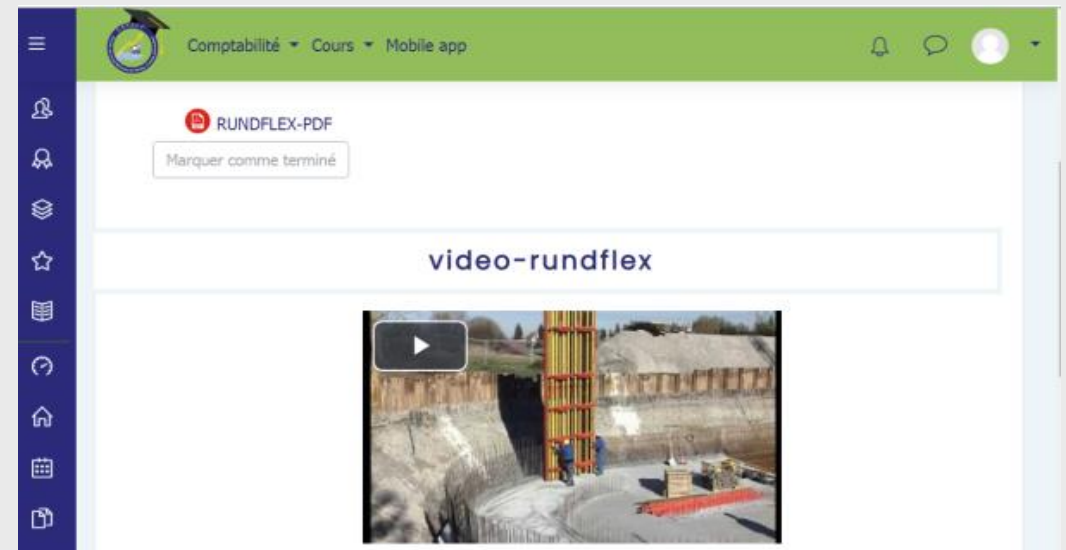 Comptabilité Cours Mobile app
RUNDFLEX-PDF
Marquer comme terminé
video-rundflex